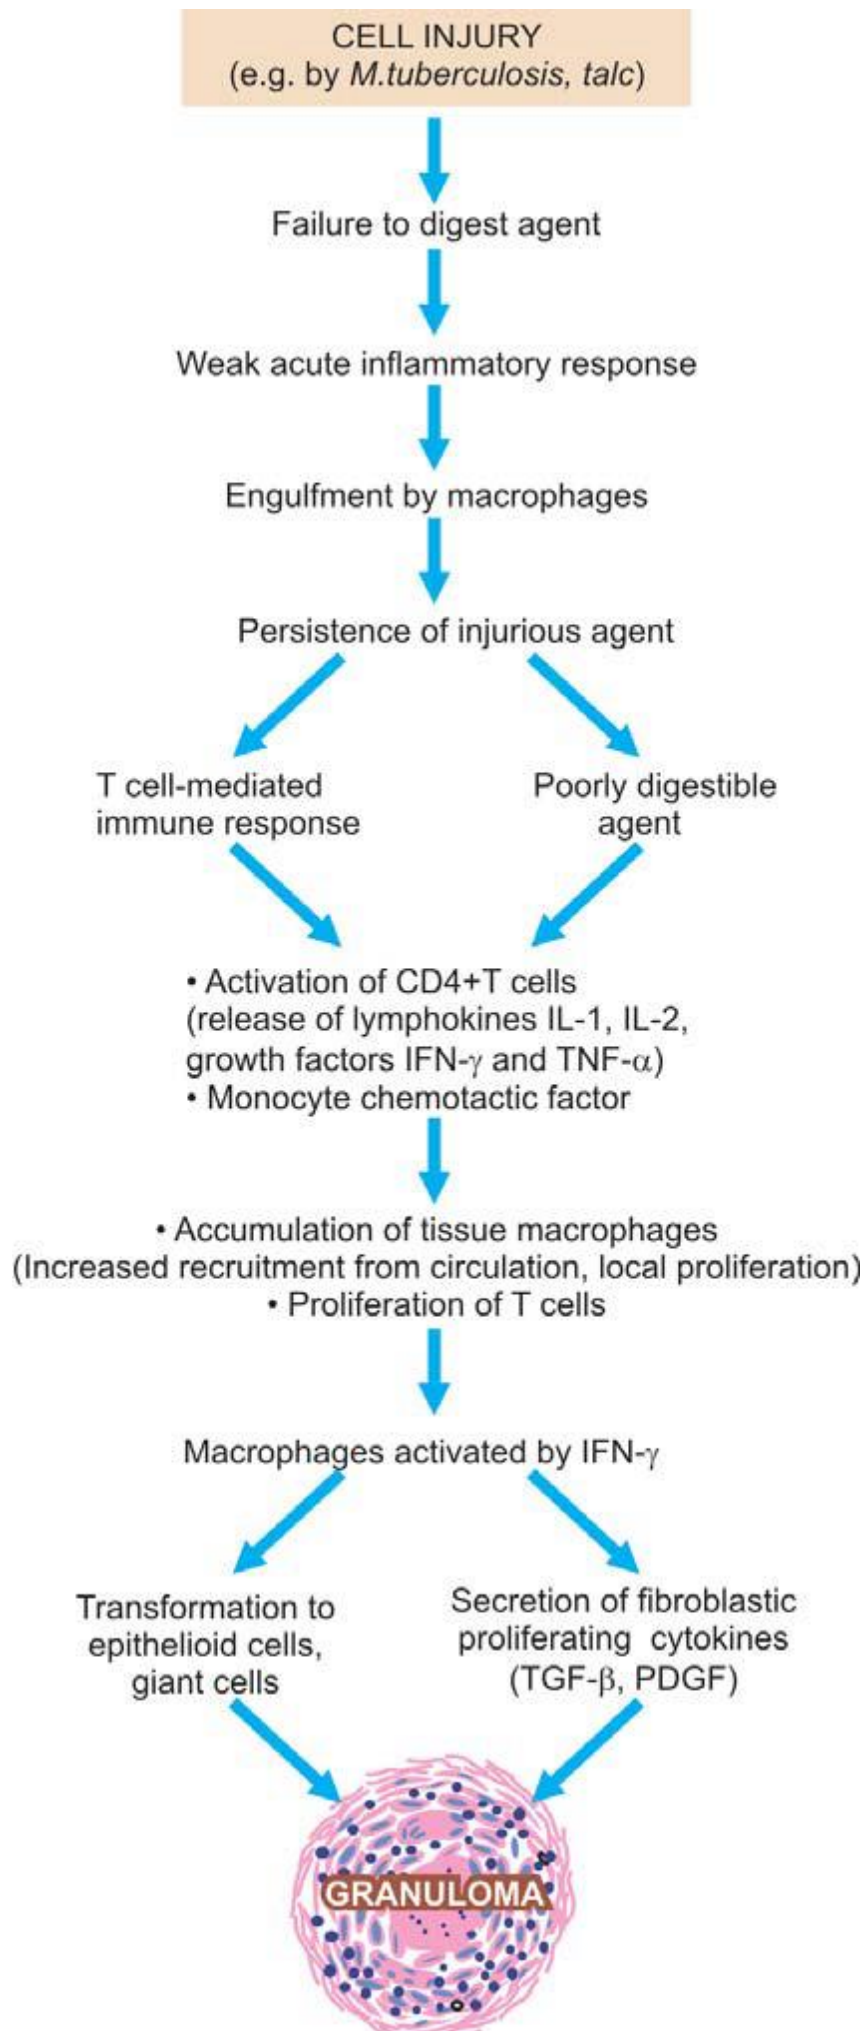 CELL INJURY
(e.g. by M.tuberculosis, talc)
Failure to digest agent
Weak acute inflammatory response
Engulfment by macrophages
Persistence of injurious agent
T cell-mediated
immune response
Poorly digestible
agent
• Activation of CD4+T cells
(release of lymphokines IL-1, IL-2,
growth factors IFN-γ and TNF-α)
• Monocyte chemotactic factor
• Accumulation of tissue macrophages
(Increased recruitment from circulation, local proliferation)
• Proliferation of T cells
Macrophages activated by IFN-γ
Transformation to
epithelioid cells,
giant cells
Secretion of fibroblastic
proliferating cytokines
(TGF-β, PDGF)
GRANULOMA